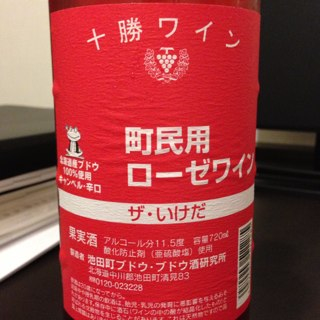 十勝ワイン
北海道産ブドウ
100%使用
キャンベル・辛口
町民用
ローゼワイン
ザ・いけだ
果実酒 アルコール分11.5度 容量720ml
酸化防止剤（亜硫酸塩）使用
製造者 池田町ブドウ・ブドウ酒研究所
北海道中川郡池田町清見83
0120-023228